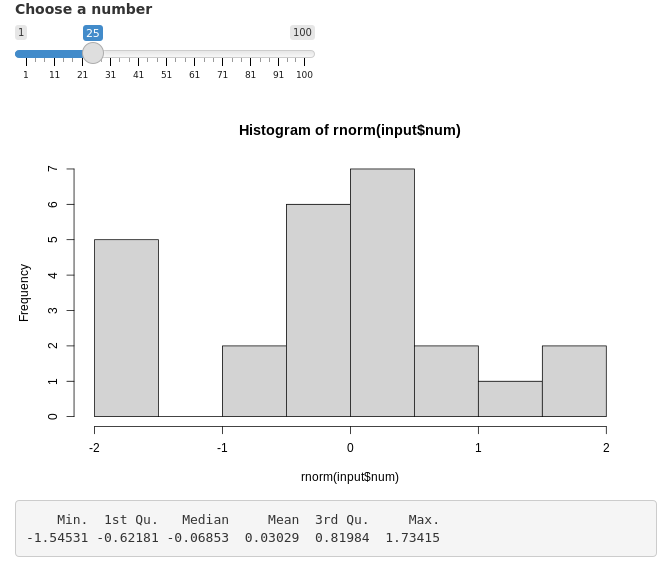 Choose a number
1 25 100
1 11 21 31 41 51 61 71 81 91 100
Histogram of rnorm(input$num)
7
6
5
4
3
2
1
0
Frequency
-2 -1 0 1 2
rnorm(input$num)
Min. 1st Qu. Median Mean 3rd Qu. Max.
-1.54531 -0.62181 -0.06853 0.03029 0.81984 1.73415